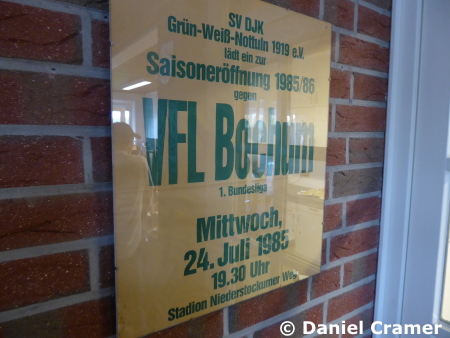 SV DJK
Grün-Weiß-Nottuln 1919 e.V.
lädt ein zur
Saisoneröffnung 1985/86
gegen
VFL Bochum
1. Bundesliga
Mittwoch,
24. Juli 1985
19.30 Uhr
Stadion Niederstockumer Weg
© Daniel Cramer